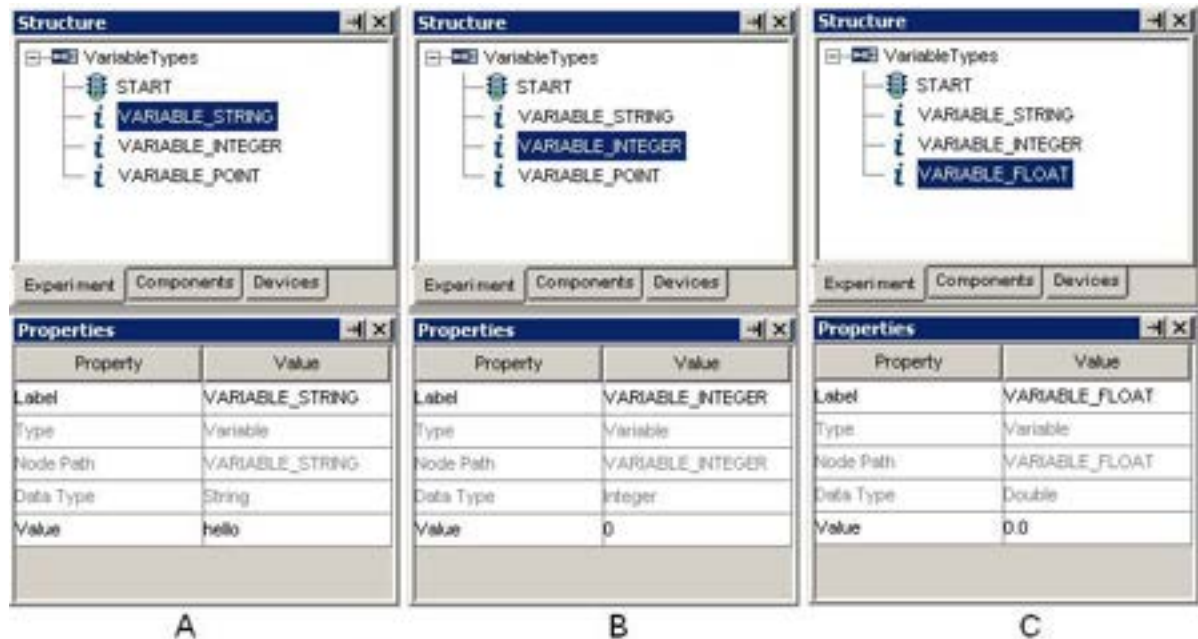 Structure
VariableTypes
START
VARIABLE_STRING
VARIABLE_INTEGER
VARIABLE_POINT
Experiment Components Devices
Properties
Property Value
Label VARIABLE_STRING
Type Variable
Node Path VARIABLE_STRING
Data Type String
Value hello
A
Structure
VariableTypes
START
VARIABLE_STRING
VARIABLE_INTEGER
VARIABLE_POINT
Experiment Components Devices
Properties
Property Value
Label VARIABLE_INTEGER
Type Variable
Node Path VARIABLE_INTEGER
Data Type Integer
Value 0
B
Structure
VariableTypes
START
VARIABLE_STRING
VARIABLE_INTEGER
VARIABLE_FLOAT
Experiment Components Devices
Properties
Property Value
Label VARIABLE_FLOAT
Type Variable
Node Path VARIABLE_FLOAT
Data Type Double
Value 0.0
C